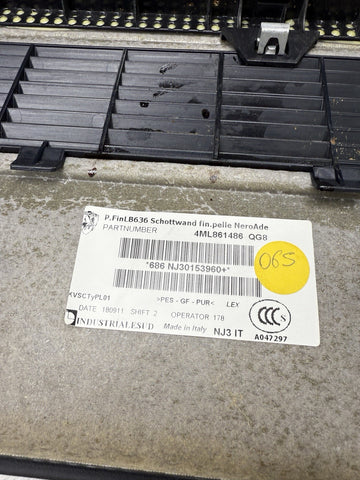 P.FinLB636 Schottwand fin.pelle NeroAde
PARTNUMBER 4ML861486 QG8
*686 NJ30153960+*
065
KVSCTyPL01 >PES - GF - PUR< LEX
DATE 180911 SHIFT 2 OPERATOR 178
INDUSTRIALESUD Made in Italy NJ3 IT
CCC S
A047297